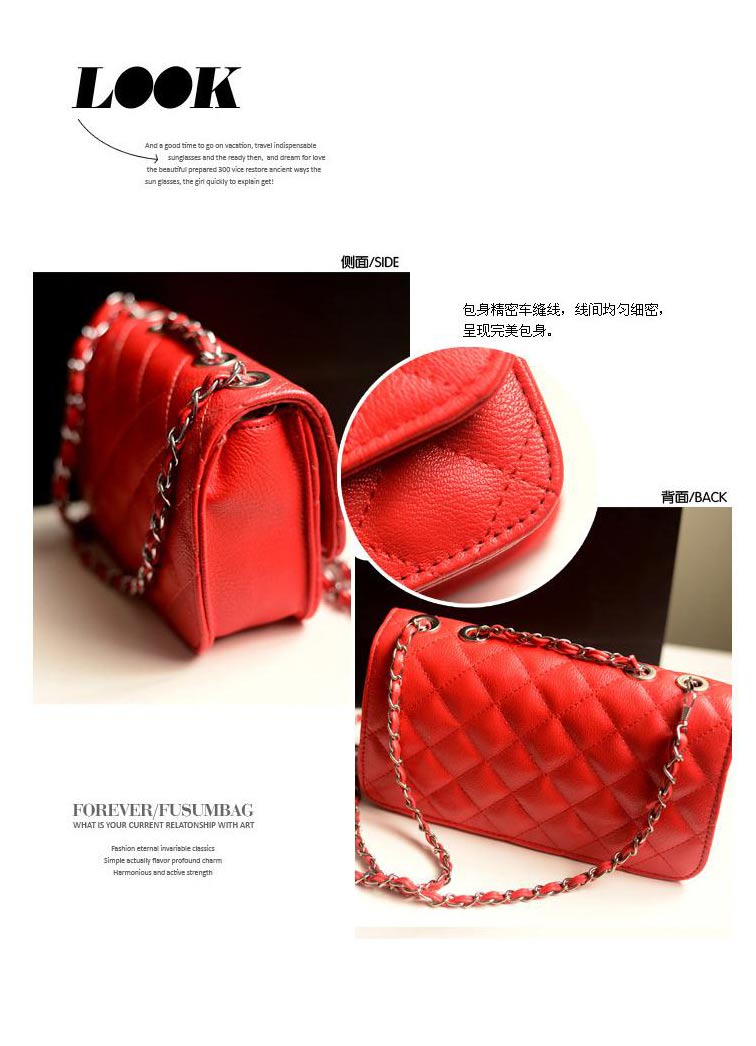 LOOK
And a good time to go on vacation, travel indispensable
sunglasses and the ready then, and dream for love
the beautiful prepared 300 vice restore ancient ways the
sun glasses, the girl quickly to explain get!
侧面/SIDE
包身精密车缝线，线间均匀细密，
呈现完美包身。
背面/BACK
FOREVER/FUSUMBAG
WHAT IS YOUR CURRENT RELATONSHIP WITH ART
Fashion eternal invariable classics
Simple actually flavor profound charm
Harmonious and active strength